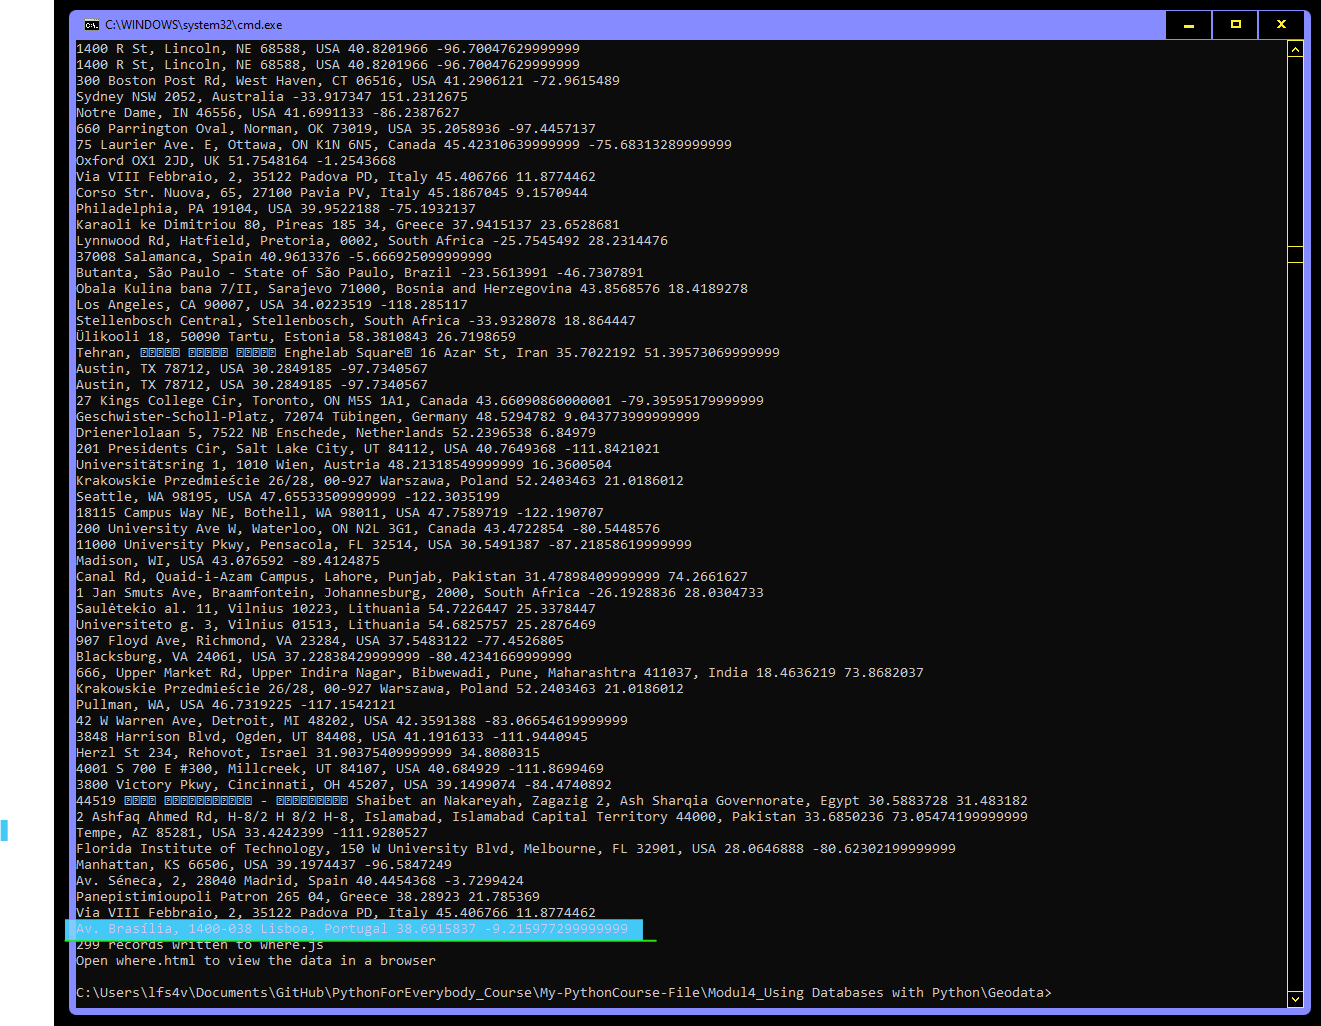 C:\WINDOWS\system32\cmd.exe
1400 R St, Lincoln, NE 68588, USA 40.8201966 -96.70047629999999
1400 R St, Lincoln, NE 68588, USA 40.8201966 -96.70047629999999
300 Boston Post Rd, West Haven, CT 06516, USA 41.2906121 -72.9615489
Sydney NSW 2052, Australia -33.917347 151.2312675
Notre Dame, IN 46556, USA 41.6991133 -86.2387627
660 Parrington Oval, Norman, OK 73019, USA 35.2058936 -97.4457137
75 Laurier Ave. E, Ottawa, ON K1N 6N5, Canada 45.42310639999999 -75.68313289999999
Oxford OX1 2JD, UK 51.7548164 -1.2543668
Via VIII Febbraio, 2, 35122 Padova PD, Italy 45.406766 11.8774462
Corso Str. Nuova, 65, 27100 Pavia PV, Italy 45.1867045 9.1570944
Philadelphia, PA 19104, USA 39.9522188 -75.1932137
Karaoli ke Dimitriou 80, Pireas 185 34, Greece 37.9415137 23.6528681
Lynnwood Rd, Hatfield, Pretoria, 0002, South Africa -25.7545492 28.2314476
37008 Salamanca, Spain 40.9613376 -5.666925099999999
Butanta, São Paulo - State of São Paulo, Brazil -23.5613991 -46.7307891
Obala Kulina bana 7/II, Sarajevo 71000, Bosnia and Herzegovina 43.8568576 18.4189278
Los Angeles, CA 90007, USA 34.0223519 -118.285117
Stellenbosch Central, Stellenbosch, South Africa -33.9328078 18.864447
Ülikooli 18, 50090 Tartu, Estonia 58.3810843 26.7198659
Tehran, Enghelab Square 16 Azar St, Iran 35.7022192 51.39573069999999
Austin, TX 78712, USA 30.2849185 -97.7340567
Austin, TX 78712, USA 30.2849185 -97.7340567
27 Kings College Cir, Toronto, ON M5S 1A1, Canada 43.66090860000001 -79.39595179999999
Geschwister-Scholl-Platz, 72074 Tübingen, Germany 48.5294782 9.043773999999999
Drienerlolaan 5, 7522 NB Enschede, Netherlands 52.2396538 6.84979
201 Presidents Cir, Salt Lake City, UT 84112, USA 40.7649368 -111.8421021
Universitätsring 1, 1010 Wien, Austria 48.21318549999999 16.3600504
Krakowskie Przedmieście 26/28, 00-927 Warszawa, Poland 52.2403463 21.0186012
Seattle, WA 98195, USA 47.65533509999999 -122.3035199
18115 Campus Way NE, Bothell, WA 98011, USA 47.7589719 -122.190707
200 University Ave W, Waterloo, ON N2L 3G1, Canada 43.4722854 -80.5448576
11000 University Pkwy, Pensacola, FL 32514, USA 30.5491387 -87.21858619999999
Madison, WI, USA 43.076592 -89.4124875
Canal Rd, Quaid-i-Azam Campus, Lahore, Punjab, Pakistan 31.47898409999999 74.2661627
1 Jan Smuts Ave, Braamfontein, Johannesburg, 2000, South Africa -26.1928836 28.0304733
Saulėtekio al. 11, Vilnius 10223, Lithuania 54.7226447 25.3378447
Universiteto g. 3, Vilnius 01513, Lithuania 54.6825757 25.2876469
907 Floyd Ave, Richmond, VA 23284, USA 37.5483122 -77.4526805
Blacksburg, VA 24061, USA 37.22838429999999 -80.42341669999999
666, Upper Market Rd, Upper Indira Nagar, Bibwewadi, Pune, Maharashtra 411037, India 18.4636219 73.8682037
Krakowskie Przedmieście 26/28, 00-927 Warszawa, Poland 52.2403463 21.0186012
Pullman, WA, USA 46.7319225 -117.1542121
42 W Warren Ave, Detroit, MI 48202, USA 42.3591388 -83.06654619999999
3848 Harrison Blvd, Ogden, UT 84408, USA 41.1916133 -111.9440945
Herzl St 234, Rehovot, Israel 31.90375409999999 34.8080315
4001 S 700 E #300, Millcreek, UT 84107, USA 40.684929 -111.8699469
3800 Victory Pkwy, Cincinnati, OH 45207, USA 39.1499074 -84.4740892
44519 - Shaibet an Nakareyah, Zagazig 2, Ash Sharqia Governorate, Egypt 30.5883728 31.483182
2 Ashfaq Ahmed Rd, H-8/2 H 8/2 H-8, Islamabad, Islamabad Capital Territory 44000, Pakistan 33.6850236 73.05474199999999
Tempe, AZ 85281, USA 33.4242399 -111.9280527
Florida Institute of Technology, 150 W University Blvd, Melbourne, FL 32901, USA 28.0646888 -80.62302199999999
Manhattan, KS 66506, USA 39.1974437 -96.5847249
Av. Séneca, 2, 28040 Madrid, Spain 40.4454368 -3.7299424
Panepistimioupoli Patron 265 04, Greece 38.28923 21.785369
Via VIII Febbraio, 2, 35122 Padova PD, Italy 45.406766 11.8774462
Av. Brasília, 1400-038 Lisboa, Portugal 38.6915837 -9.215977299999999
299 records written to where.js
Open where.html to view the data in a browser
C:\Users\lfs4v\Documents\GitHub\PythonForEverybody_Course\My-PythonCourse-File\Modul4_Using Databases with Python\Geodata>